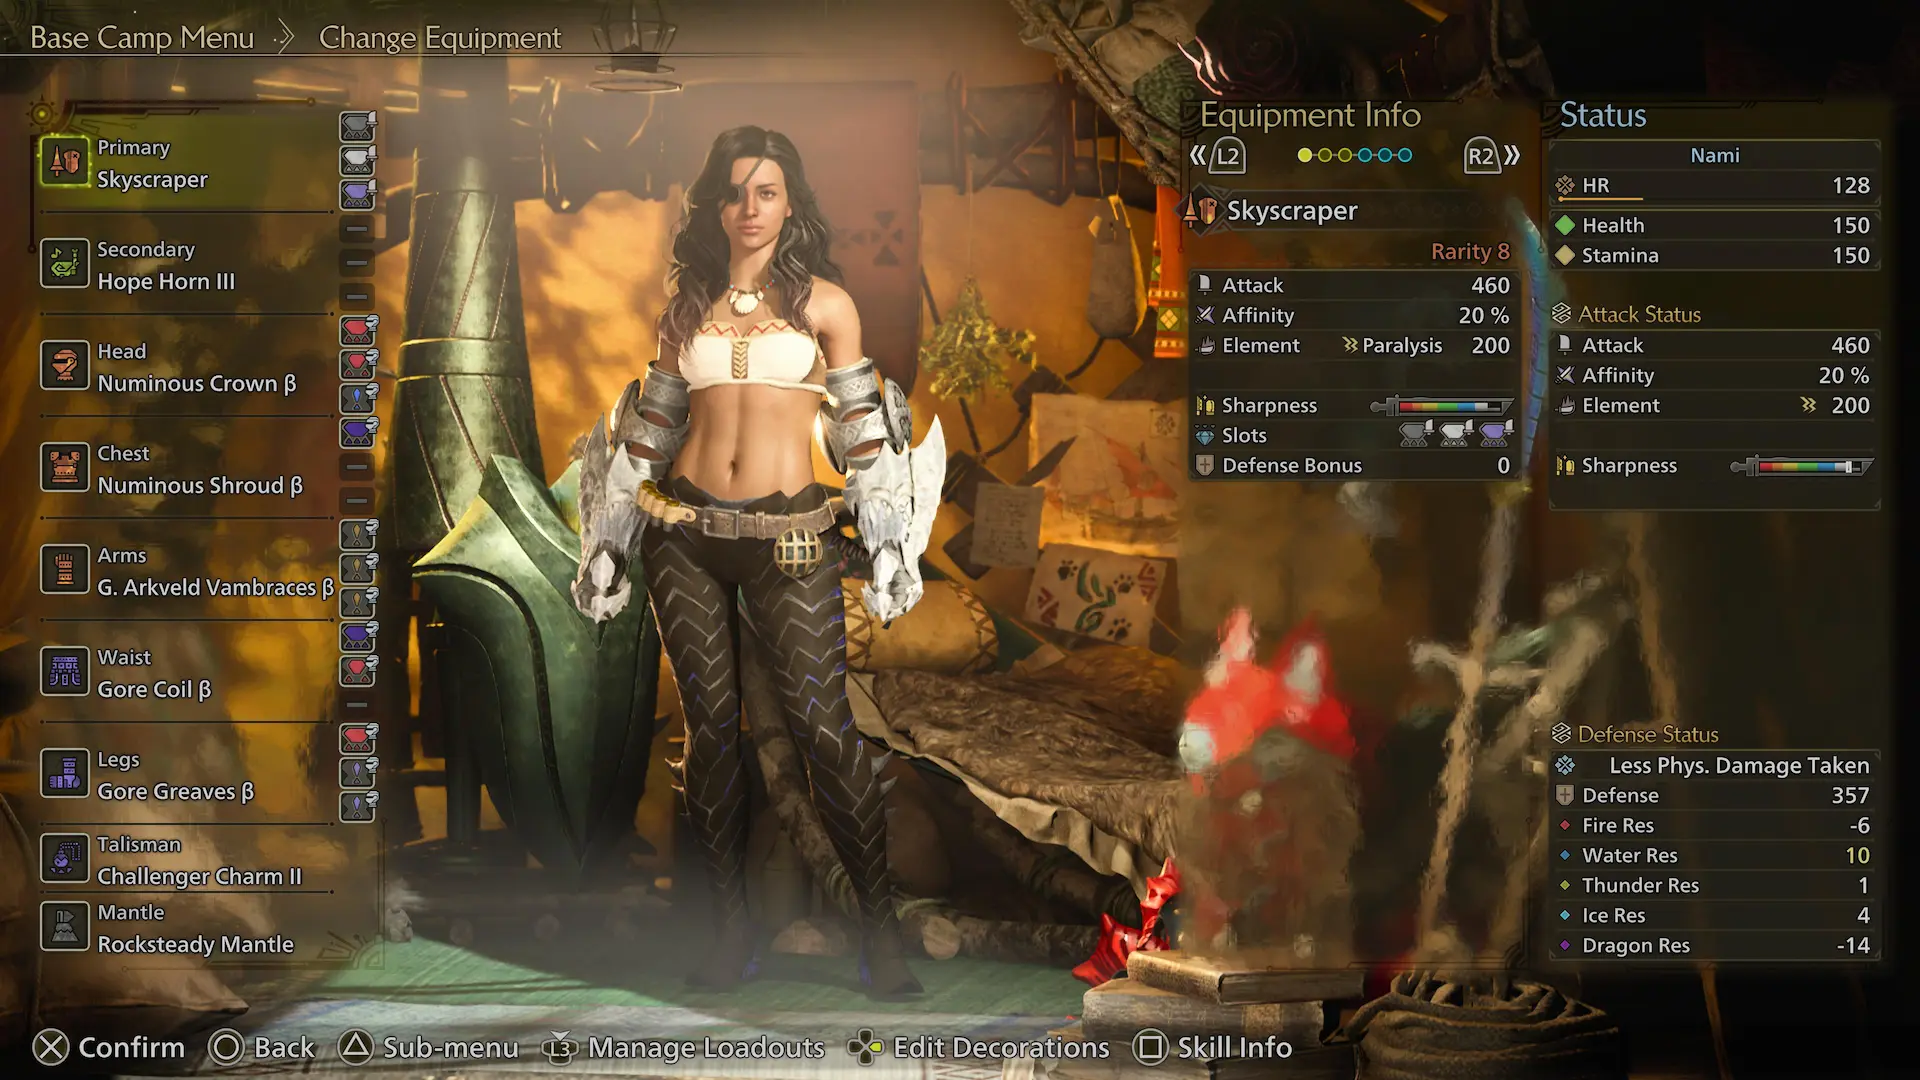 Base Camp Menu Change Equipment
Primary
Skyscraper
Secondary
Hope Horn III
Head
Numinous Crown β
Chest
Numinous Shroud β
Arms
G. Arkveld Vambraces β
Waist
Gore Coil β
Legs
Gore Greaves β
Talisman
Challenger Charm II
Mantle
Rocksteady Mantle
Equipment Info
L2 R2
Skyscraper
Rarity 8
Attack 460
Affinity 20 %
Element Paralysis 200
Sharpness
Slots
Defense Bonus 0
Status
Nami
HR 128
Health 150
Stamina 150
Attack Status
Attack 460
Affinity 20 %
Element 200
Sharpness
Defense Status
Less Phys. Damage Taken
Defense 357
Fire Res -6
Water Res 10
Thunder Res 1
Ice Res 4
Dragon Res -14
Confirm Back Sub-menu L3 Manage Loadouts Edit Decorations Skill Info